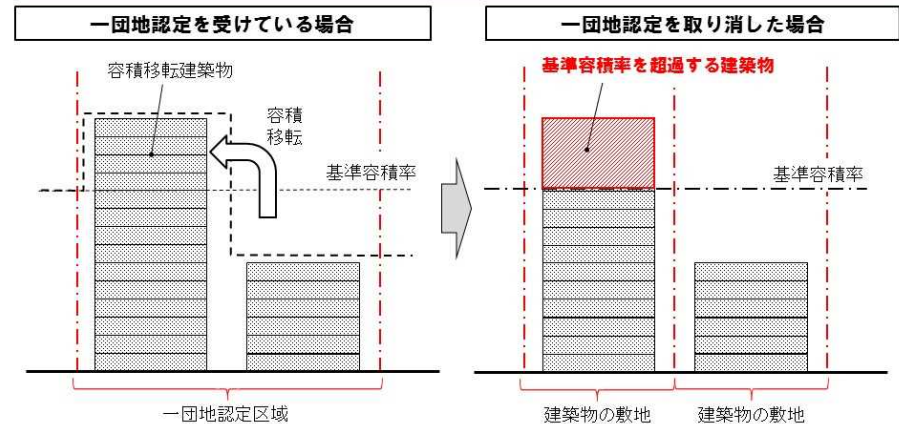 一団地認定を受けている場合
容積移転建築物
容積
移転
基準容積率
一団地認定区域
一団地認定を取り消した場合
基準容積率を超過する建築物
基準容積率
建築物の敷地
建築物の敷地